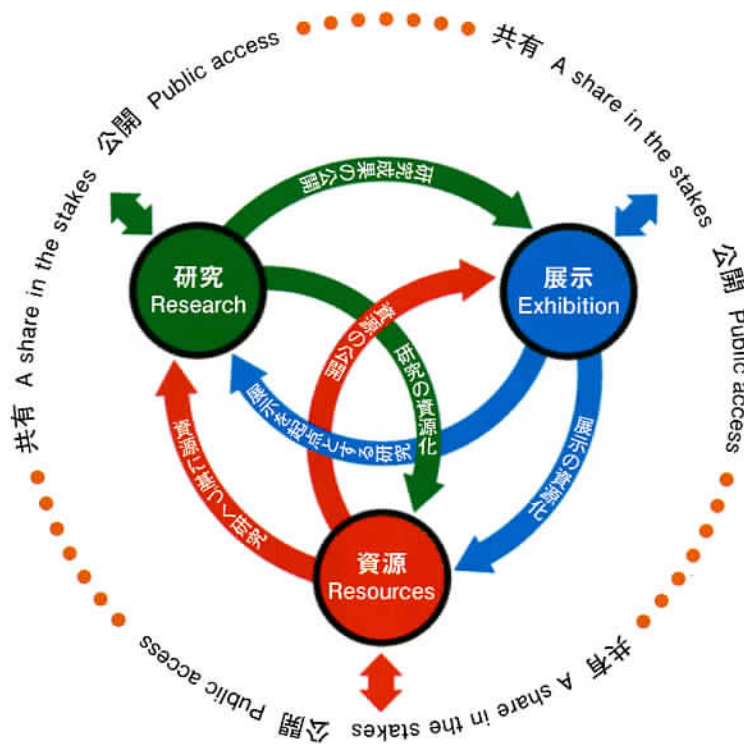 公開 Public access
共有 A share in the stakes
共有 A share in the stakes
公開 Public access
研究成果の公開
研究
Research
展示
Exhibition
資源の公開
研究の資源化
展示を起点とする研究
展示の資源化
資源に基づく研究
資源
Resources
公開 Public access
共有 A share in the stakes